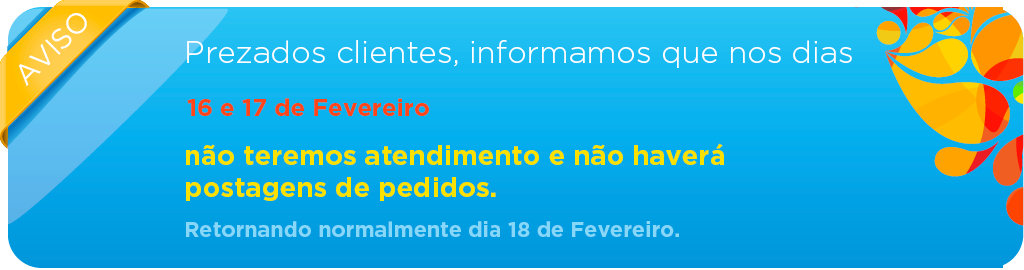 AVISO
Prezados clientes, informamos que nos dias
16 e 17 de Fevereiro
não teremos atendimento e não haverá
postagens de pedidos.
Retornando normalmente dia 18 de Fevereiro.